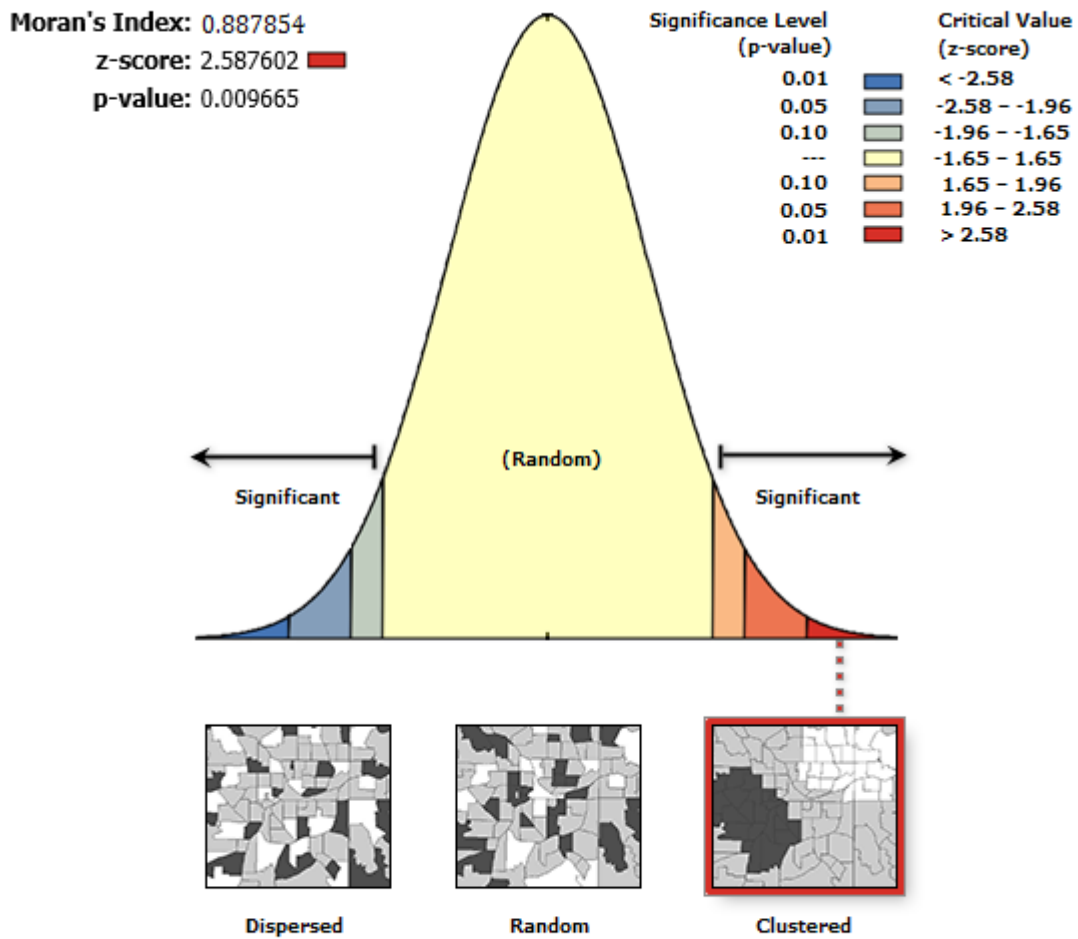 Moran's Index: 0.887854
z-score: 2.587602
p-value: 0.009665
Significance Level
(p-value)
Critical Value
(z-score)
0.01 < -2.58
0.05 -2.58 – -1.96
0.10 -1.96 – -1.65
--- -1.65 – 1.65
0.10 1.65 – 1.96
0.05 1.96 – 2.58
0.01 > 2.58
(Random)
Significant
Significant
Dispersed
Random
Clustered